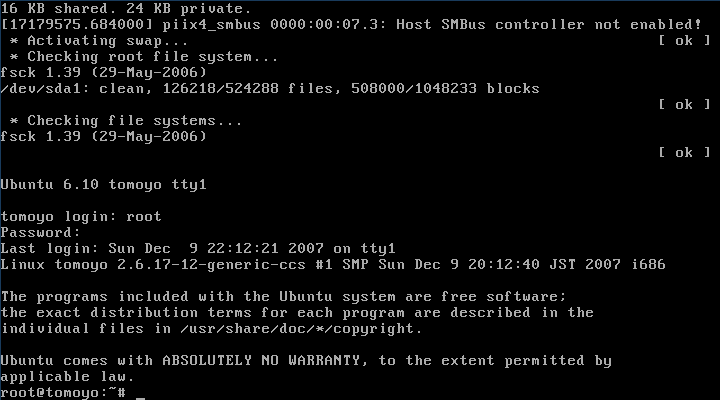 16 KB shared. 24 KB private.
[17179575.684000] piix4_smbus 0000:00:07.3: Host SMBus controller not enabled!
 * Activating swap... [ ok ]
 * Checking root file system...
fsck 1.39 (29-May-2006)
/dev/sda1: clean, 126218/524288 files, 508000/1048233 blocks
[ ok ]
 * Checking file systems...
fsck 1.39 (29-May-2006)
[ ok ]
Ubuntu 6.10 tomoyo tty1
tomoyo login: root
Password:
Last login: Sun Dec  9 22:12:21 2007 on tty1
Linux tomoyo 2.6.17-12-generic-ccs #1 SMP Sun Dec 9 20:12:40 JST 2007 i686
The programs included with the Ubuntu system are free software;
the exact distribution terms for each program are described in the
individual files in /usr/share/doc/*/copyright.
Ubuntu comes with ABSOLUTELY NO WARRANTY, to the extent permitted by
applicable law.
root@tomoyo:~# _